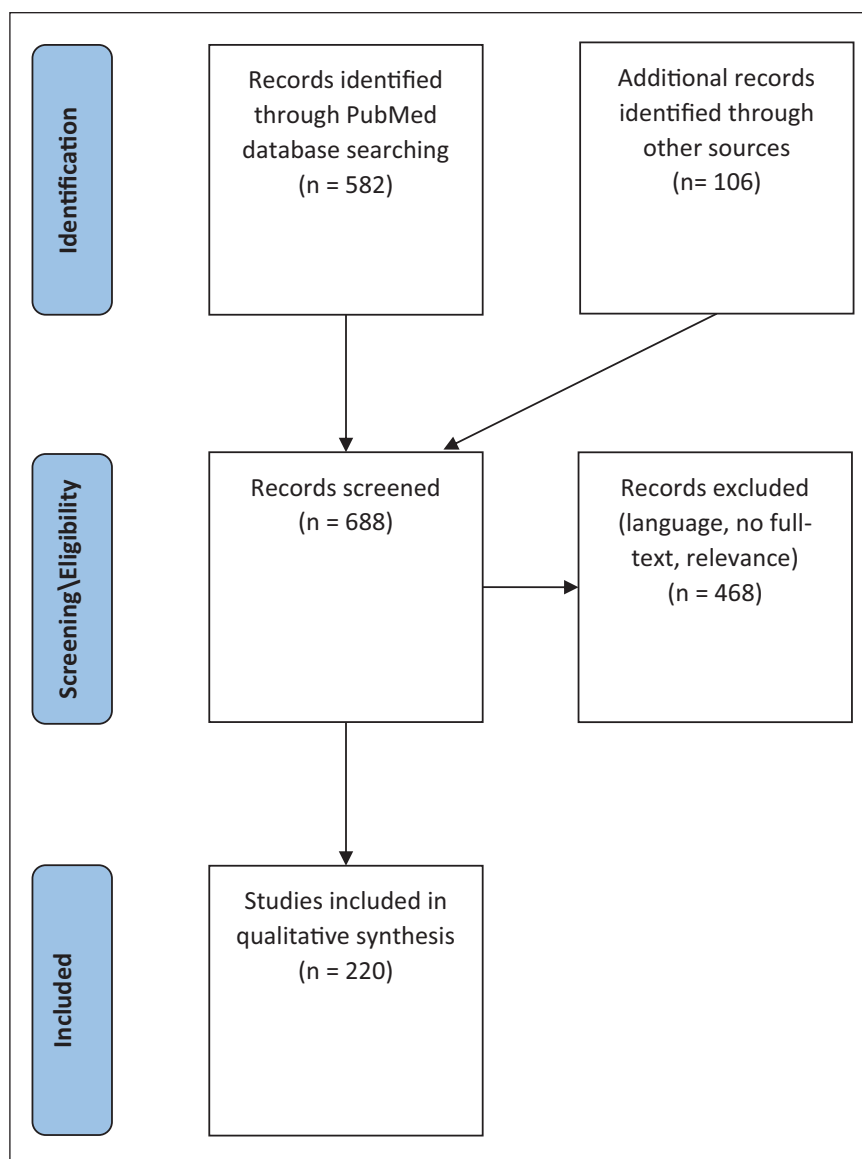 Identification
Records identified
through PubMed
database searching
(n = 582)
Additional records
identified through
other sources
(n= 106)
Screening\Eligibility
Records screened
(n = 688)
Records excluded
(language, no full-
text, relevance)
(n = 468)
Included
Studies included in
qualitative synthesis
(n = 220)